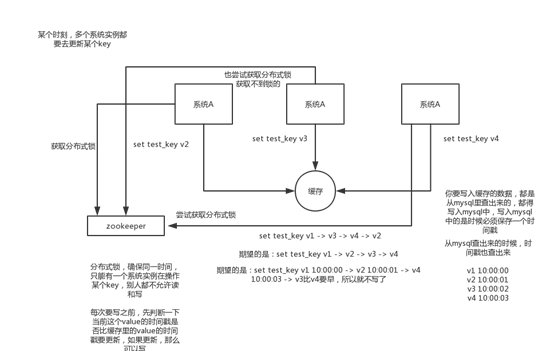 某个时刻，多个系统实例都
要去更新某个key
也尝试获取分布式锁
获取不到锁的
系统A
系统A
系统A
获取分布式锁
set test_key v2
set test_key v3
set test_key v4
缓存
zookeeper
尝试获取分布式锁
set test_key v1 -> v3 -> v4 -> v2
期望的是：set test_key v1 -> v2 -> v3 -> v4
期望的是：set test_key v1 10:00:00 -> v2 10:00:01 -> v4
10:00:03 -> v3比v4要早，所以就不写了
分布式锁，确保同一时间，
只能有一个系统实例在操作
某个key，别人都不允许读
和写
每次要写之前，先判断一下
当前这个value的时间戳是
否比缓存里的value的时间
戳要更新，如果更新，那么
可以写
你要写入缓存的数据，都是
从mysql里查出来的，都得
写入mysql中，写入mysql
中的是时候必须保存一个时
间戳
从mysql查出来的时候，时
间戳也查出来
v1 10:00:00
v2 10:00:01
v3 10:00:02
v4 10:00:03